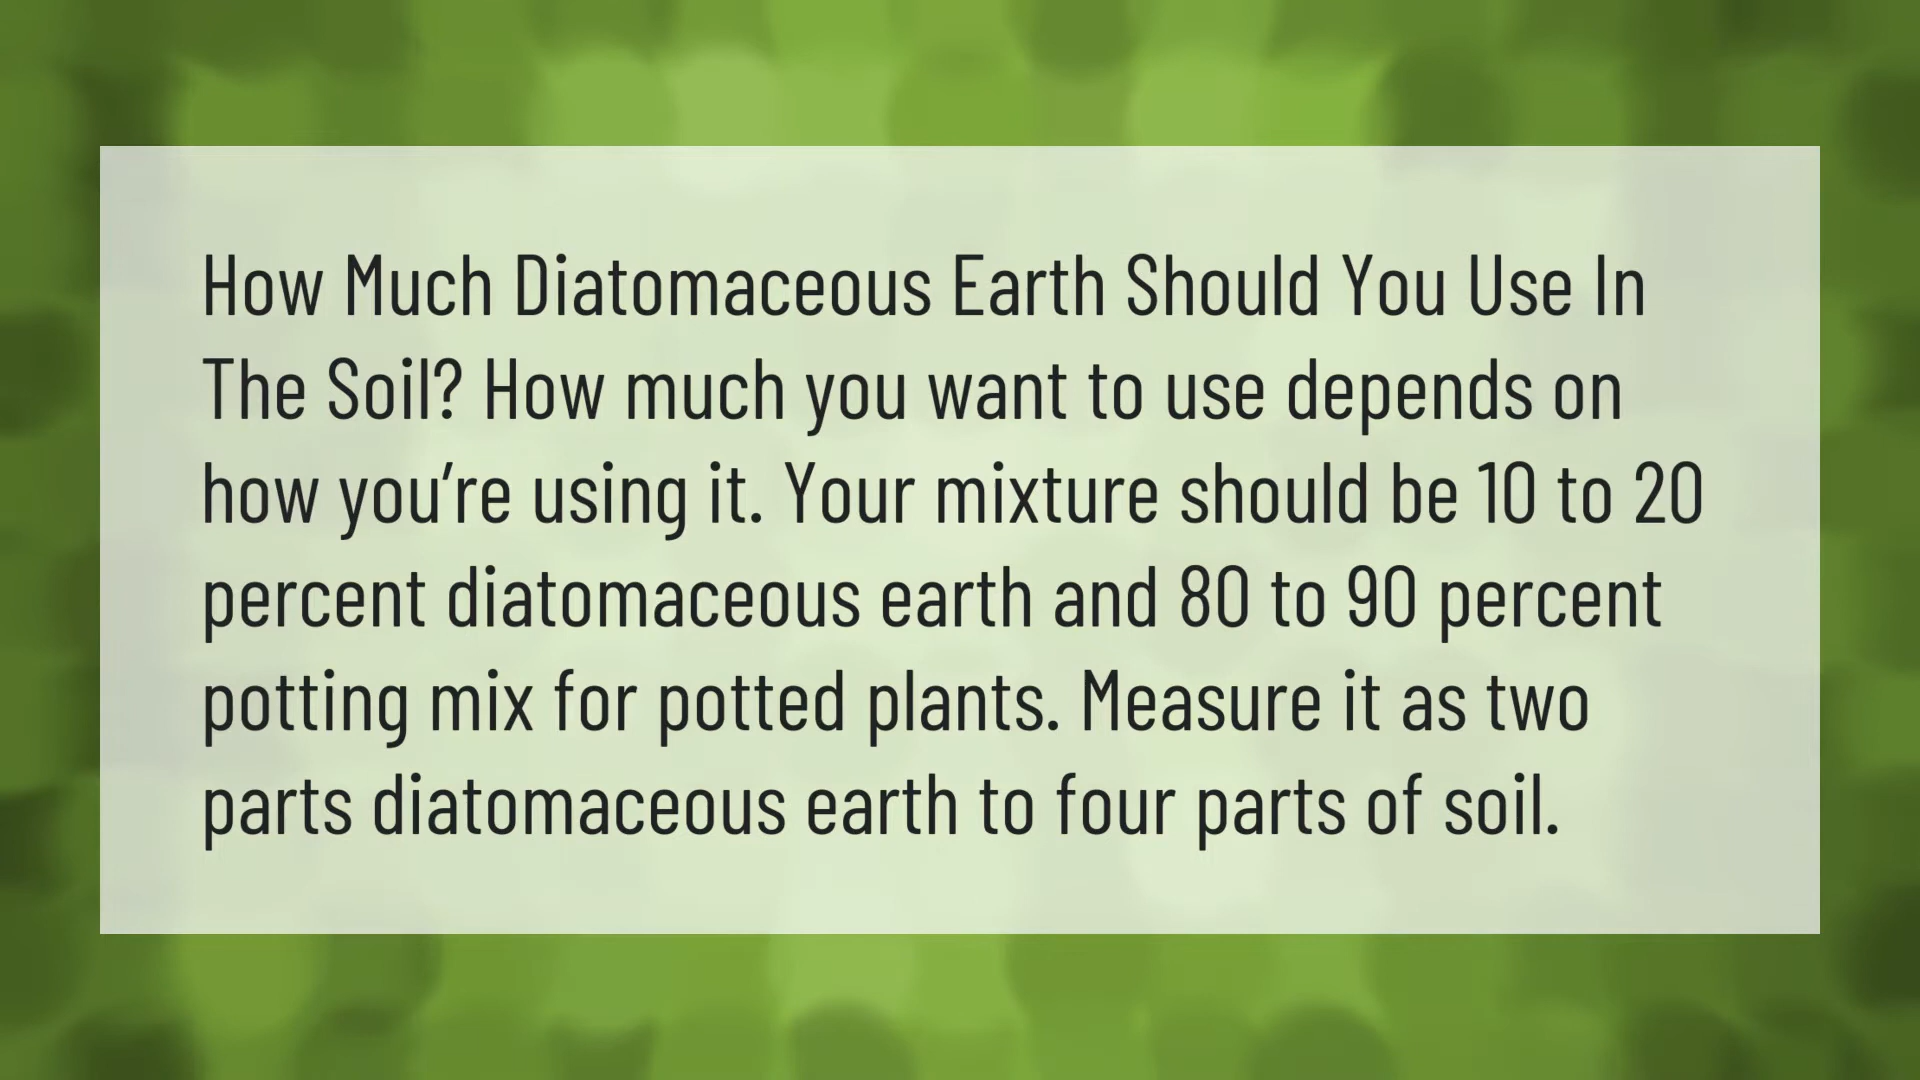 How Much Diatomaceous Earth Should You Use In
The Soil? How much you want to use depends on
how you’re using it. Your mixture should be 10 to 20
percent diatomaceous earth and 80 to 90 percent
potting mix for potted plants. Measure it as two
parts diatomaceous earth to four parts of soil.